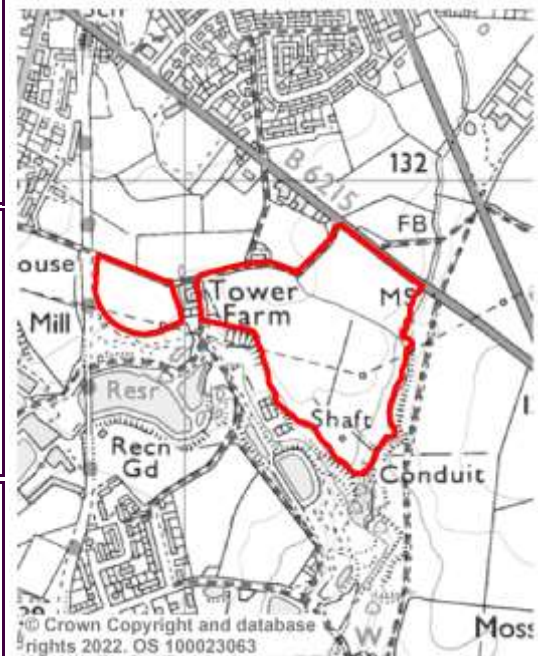 Sch
B 6215
132
FB
ouse
Tower
Farm
MS
Mill
Resr
Shaft
Recn
Gd
Conduit
Moss
W
© Crown Copyright and database
rights 2022. OS 100023063